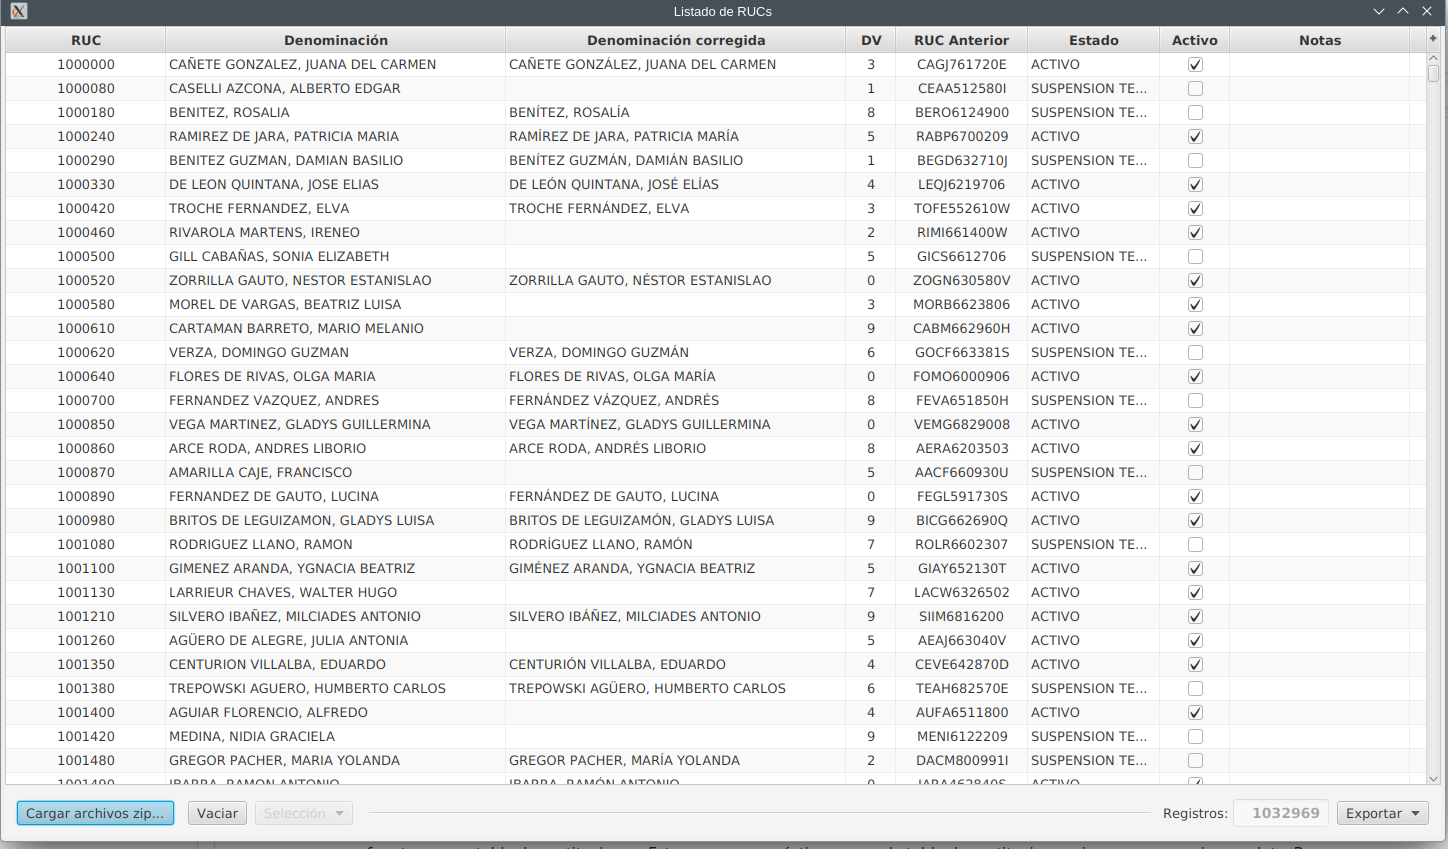 Listado de RUCs
RUC Denominación Denominación corregida DV RUC Anterior Estado Activo Notas +
1000000 CAÑETE GONZALEZ, JUANA DEL CARMEN CAÑETE GONZÁLEZ, JUANA DEL CARMEN 3 CAGJ761720E ACTIVO
1000080 CASELLI AZCONA, ALBERTO EDGAR 1 CEAA512580I SUSPENSION TE...
1000180 BENITEZ, ROSALIA BENÍTEZ, ROSALÍA 8 BERO6124900 SUSPENSION TE...
1000240 RAMIREZ DE JARA, PATRICIA MARIA RAMÍREZ DE JARA, PATRICIA MARÍA 5 RABP6700209 ACTIVO
1000290 BENITEZ GUZMAN, DAMIAN BASILIO BENÍTEZ GUZMÁN, DAMIÁN BASILIO 1 BEGD632710J SUSPENSION TE...
1000330 DE LEON QUINTANA, JOSE ELIAS DE LEÓN QUINTANA, JOSÉ ELÍAS 4 LEQJ6219706 ACTIVO
1000420 TROCHE FERNANDEZ, ELVA TROCHE FERNÁNDEZ, ELVA 3 TOFE552610W ACTIVO
1000460 RIVAROLA MARTENS, IRENEO 2 RIMI661400W ACTIVO
1000500 GILL CABAÑAS, SONIA ELIZABETH 5 GICS6612706 SUSPENSION TE...
1000520 ZORRILLA GAUTO, NESTOR ESTANISLAO ZORRILLA GAUTO, NÉSTOR ESTANISLAO 0 ZOGN630580V ACTIVO
1000580 MOREL DE VARGAS, BEATRIZ LUISA 3 MORB6623806 ACTIVO
1000610 CARTAMAN BARRETO, MARIO MELANIO 9 CABM662960H ACTIVO
1000620 VERZA, DOMINGO GUZMAN VERZA, DOMINGO GUZMÁN 6 GOCF663381S SUSPENSION TE...
1000640 FLORES DE RIVAS, OLGA MARIA FLORES DE RIVAS, OLGA MARÍA 0 FOMO6000906 ACTIVO
1000700 FERNANDEZ VAZQUEZ, ANDRES FERNÁNDEZ VÁZQUEZ, ANDRÉS 8 FEVA651850H SUSPENSION TE...
1000850 VEGA MARTINEZ, GLADYS GUILLERMINA VEGA MARTÍNEZ, GLADYS GUILLERMINA 0 VEMG6829008 ACTIVO
1000860 ARCE RODA, ANDRES LIBORIO ARCE RODA, ANDRÉS LIBORIO 8 AERA6203503 ACTIVO
1000870 AMARILLA CAJE, FRANCISCO 5 AACF660930U SUSPENSION TE...
1000890 FERNANDEZ DE GAUTO, LUCINA FERNÁNDEZ DE GAUTO, LUCINA 0 FEGL591730S ACTIVO
1000980 BRITOS DE LEGUIZAMON, GLADYS LUISA BRITOS DE LEGUIZAMÓN, GLADYS LUISA 9 BICG662690Q ACTIVO
1001080 RODRIGUEZ LLANO, RAMON RODRÍGUEZ LLANO, RAMÓN 7 ROLR6602307 SUSPENSION TE...
1001100 GIMENEZ ARANDA, YGNACIA BEATRIZ GIMÉNEZ ARANDA, YGNACIA BEATRIZ 5 GIAY652130T ACTIVO
1001130 LARRIEUR CHAVES, WALTER HUGO 7 LACW6326502 ACTIVO
1001210 SILVERO IBAÑEZ, MILCIADES ANTONIO SILVERO IBÁÑEZ, MILCIADES ANTONIO 9 SIIM6816200 ACTIVO
1001260 AGÜERO DE ALEGRE, JULIA ANTONIA 5 AEAJ663040V ACTIVO
1001350 CENTURION VILLALBA, EDUARDO CENTURIÓN VILLALBA, EDUARDO 4 CEVE642870D ACTIVO
1001380 TREPOWSKI AGUERO, HUMBERTO CARLOS TREPOWSKI AGÜERO, HUMBERTO CARLOS 6 TEAH682570E SUSPENSION TE...
1001400 AGUIAR FLORENCIO, ALFREDO 4 AUFA6511800 ACTIVO
1001420 MEDINA, NIDIA GRACIELA 9 MENI6122209 SUSPENSION TE...
1001480 GREGOR PACHER, MARIA YOLANDA GREGOR PACHER, MARÍA YOLANDA 2 DACM800991I SUSPENSION TE...
1001490 IBARRA, RAMON ANTONIO IBARRA, RAMÓN ANTONIO ACTIVO
Cargar archivos zip... Vaciar Selección Registros: 1032969 Exportar